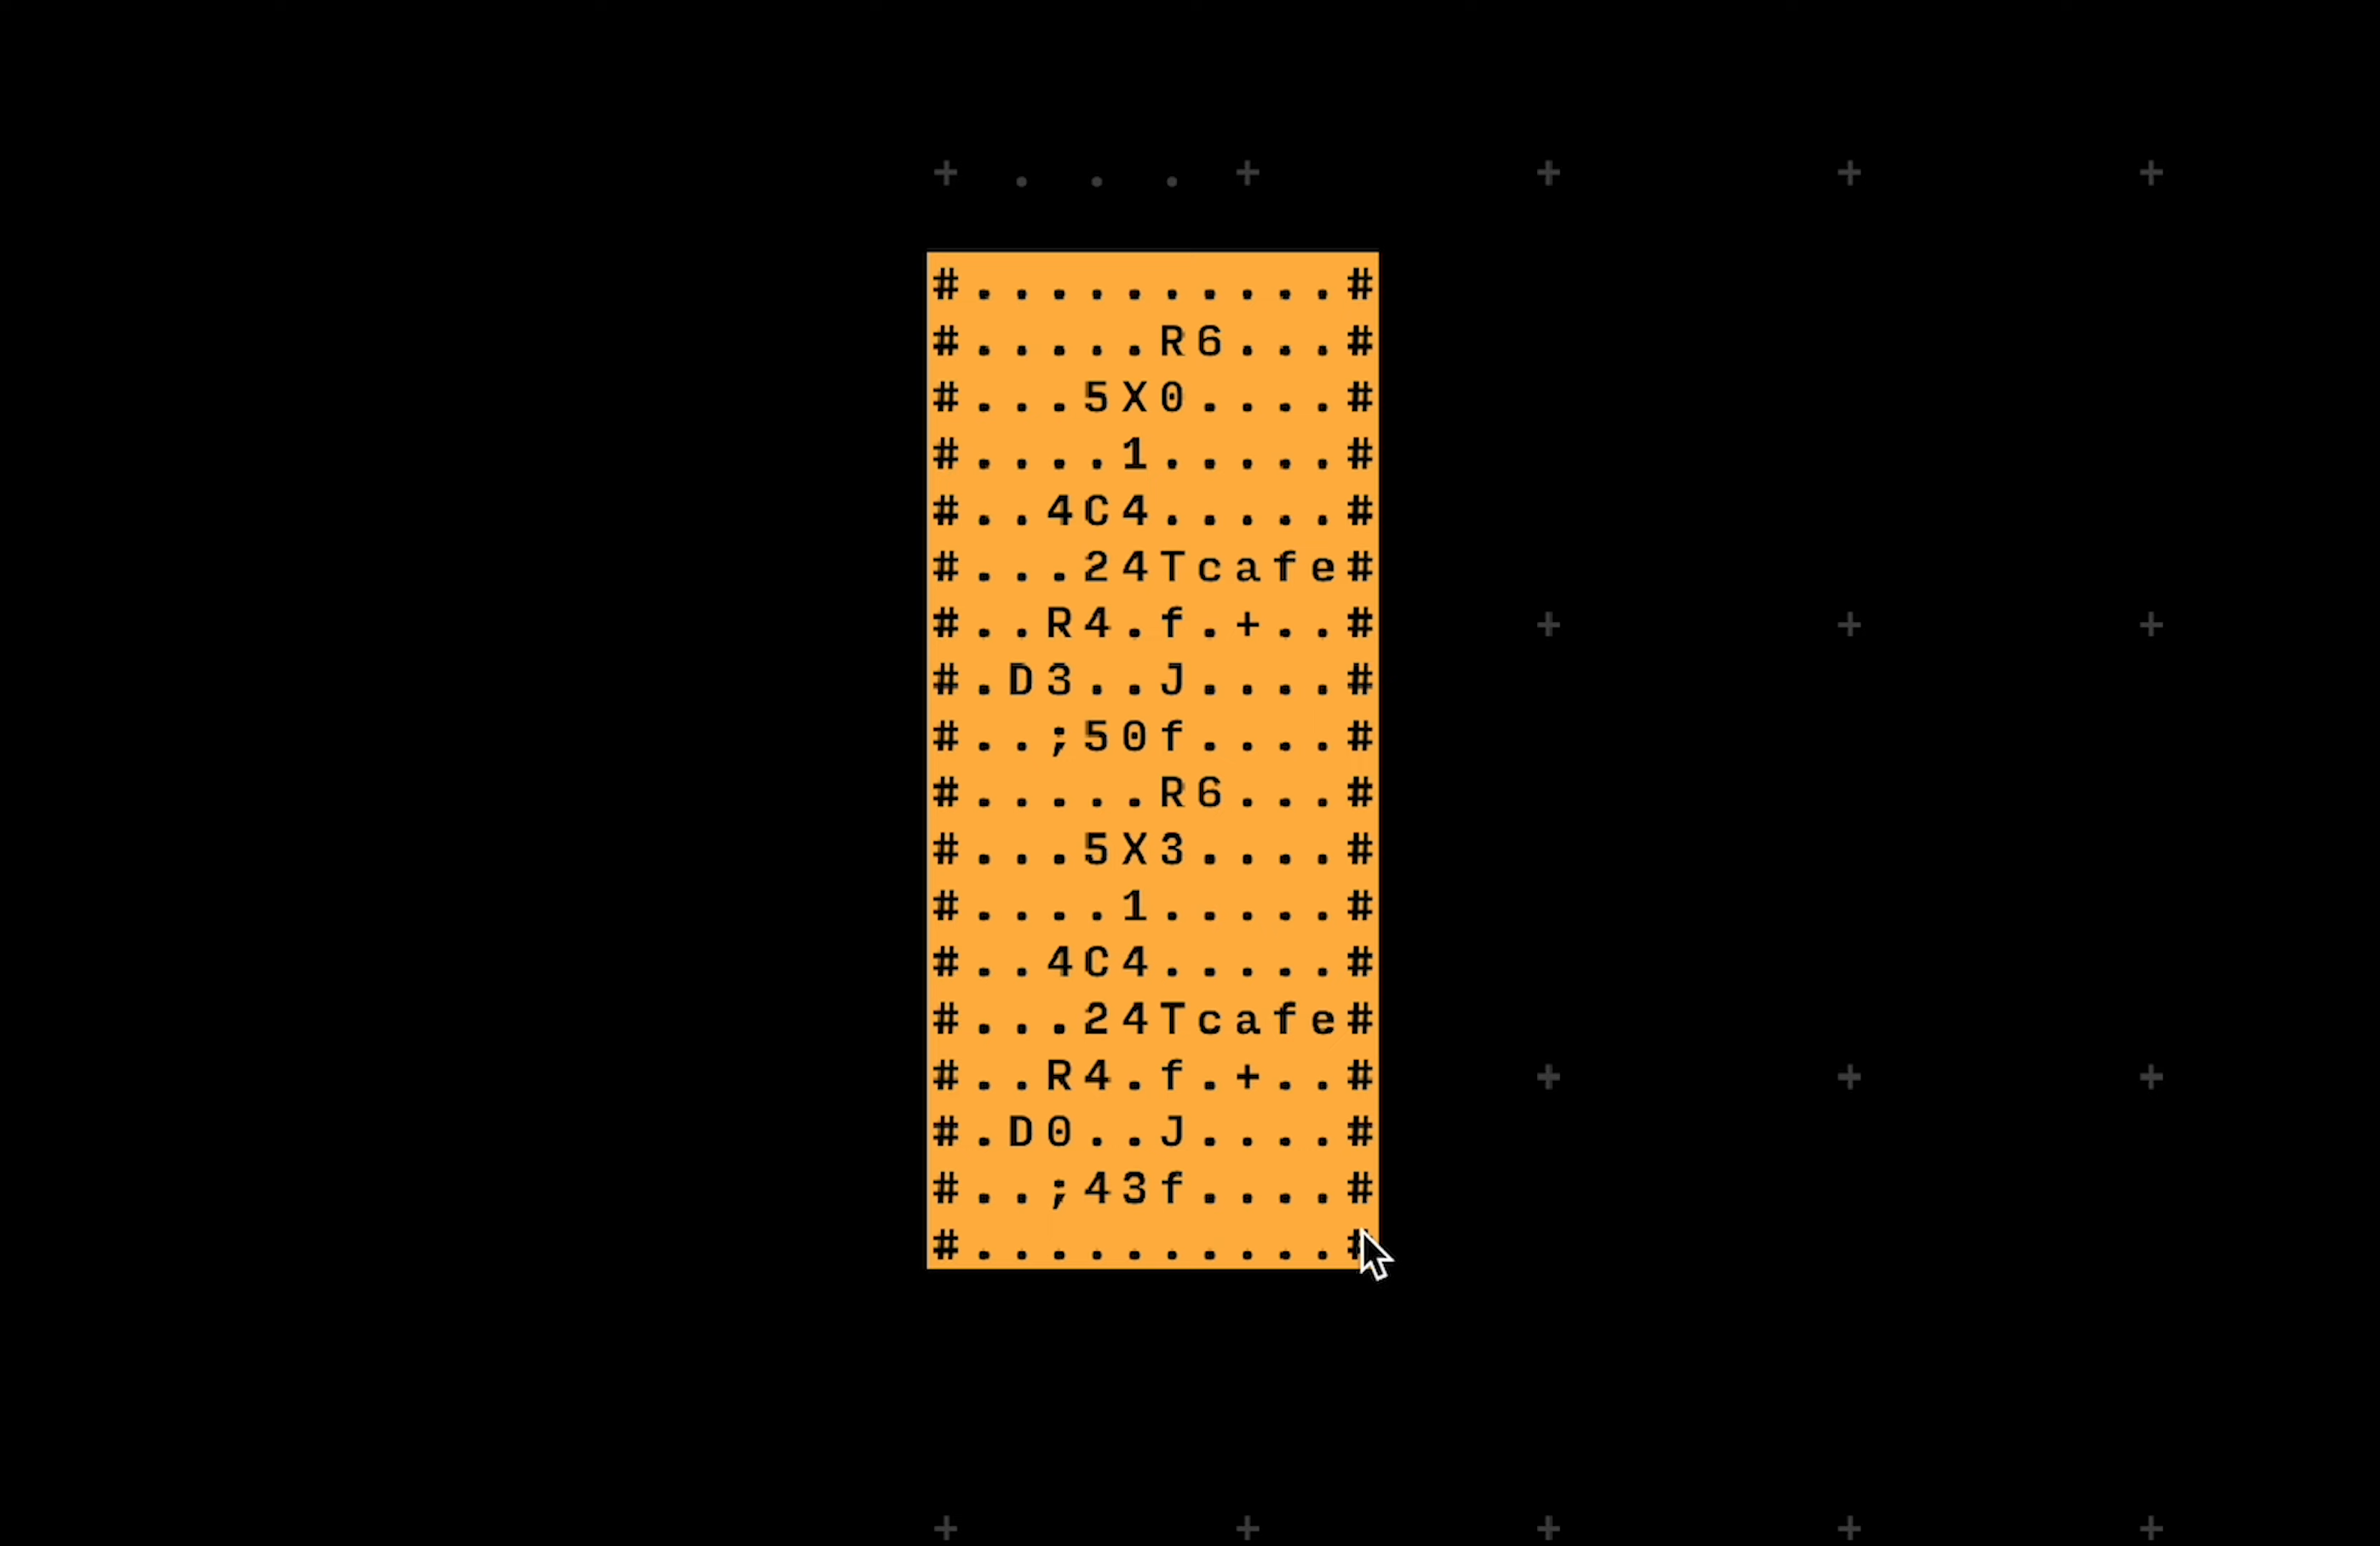 + . . . + + + +
#..........#
#.....R6...#
#...5X0....#
#....1.....#
#..4C4.....#
#...24Tcafe#
#..R4.f.+..# + + +
#.D3..J....#
#..;50f....#
#.....R6...#
#...5X3....#
#....1.....#
#..4C4.....#
#...24Tcafe#
#..R4.f.+..# + + +
#.D0..J....#
#..;43f....#
#..........#
+ + + + +